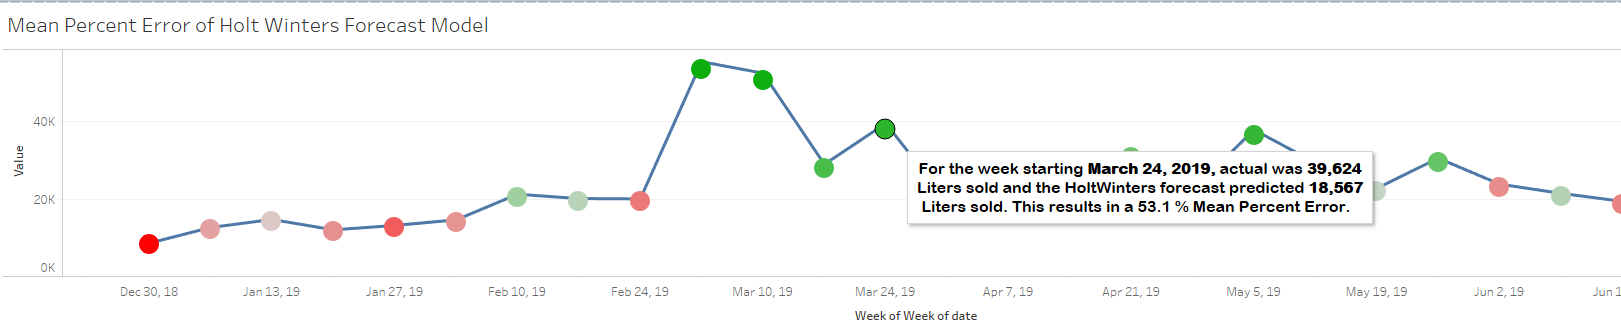 Mean Percent Error of Holt Winters Forecast Model
40K
20K
0K
Value
For the week starting March 24, 2019, actual was 39,624
Liters sold and the HoltWinters forecast predicted 18,567
Liters sold. This results in a 53.1 % Mean Percent Error.
Dec 30, 18 Jan 13, 19 Jan 27, 19 Feb 10, 19 Feb 24, 19 Mar 10, 19 Mar 24, 19 Apr 7, 19 Apr 21, 19 May 5, 19 May 19, 19 Jun 2, 19 Jun 1
Week of Week of date